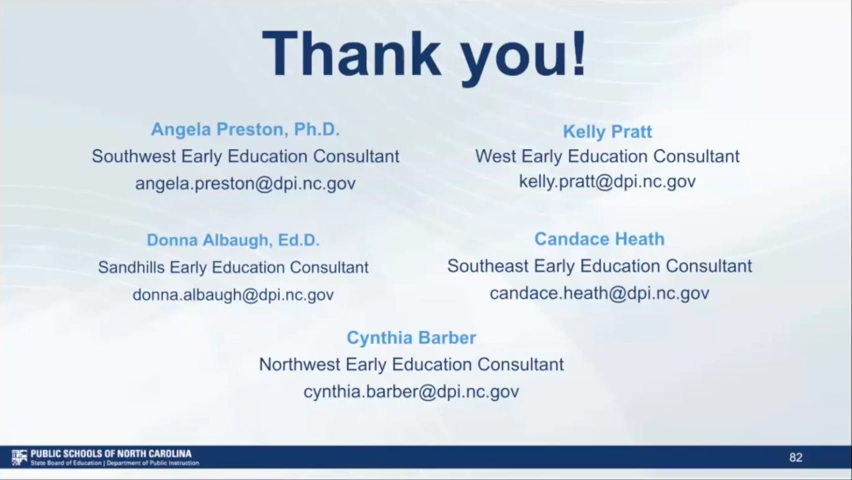 Thank you!
Angela Preston, Ph.D.
Southwest Early Education Consultant
angela.preston@dpi.nc.gov
Kelly Pratt
West Early Education Consultant
kelly.pratt@dpi.nc.gov
Donna Albaugh, Ed.D.
Sandhills Early Education Consultant
donna.albaugh@dpi.nc.gov
Candace Heath
Southeast Early Education Consultant
candace.heath@dpi.nc.gov
Cynthia Barber
Northwest Early Education Consultant
cynthia.barber@dpi.nc.gov
PUBLIC SCHOOLS OF NORTH CAROLINA
State Board of Education | Department of Public Instruction
82